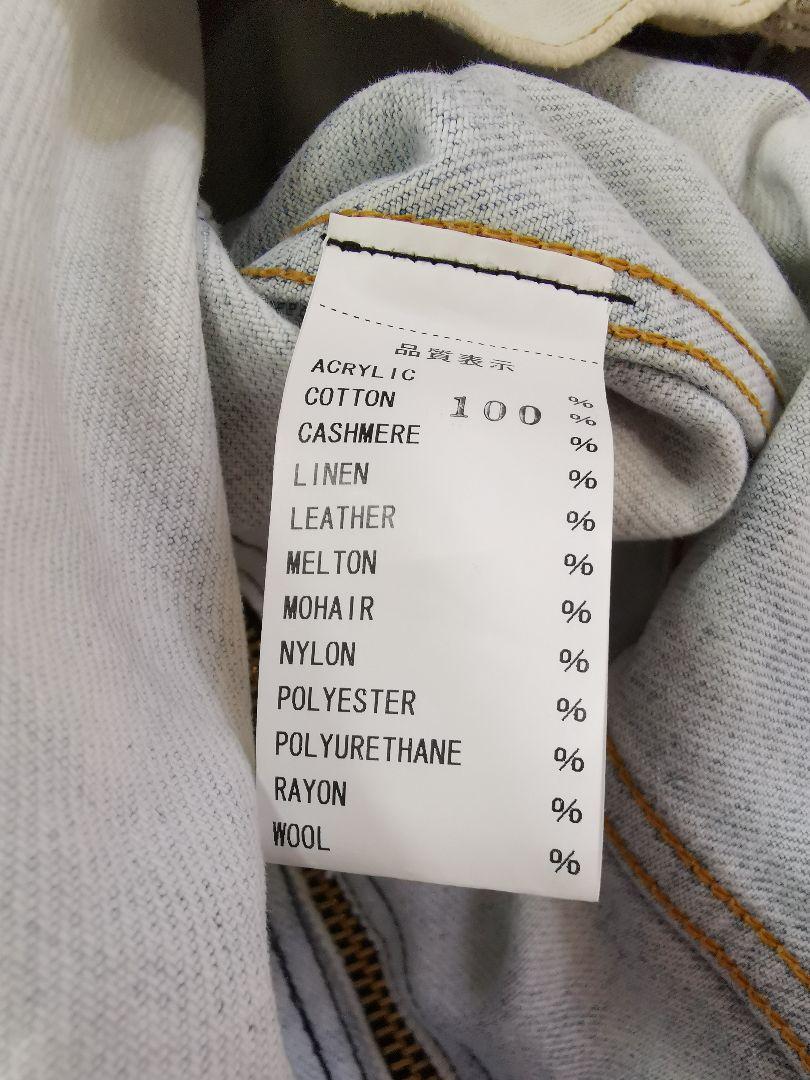 品質表示
ACRYLIC %
COTTON 100 %
CASHMERE %
LINEN %
LEATHER %
MELTON %
MOHAIR %
NYLON %
POLYESTER %
POLYURETHANE %
RAYON %
WOOL %